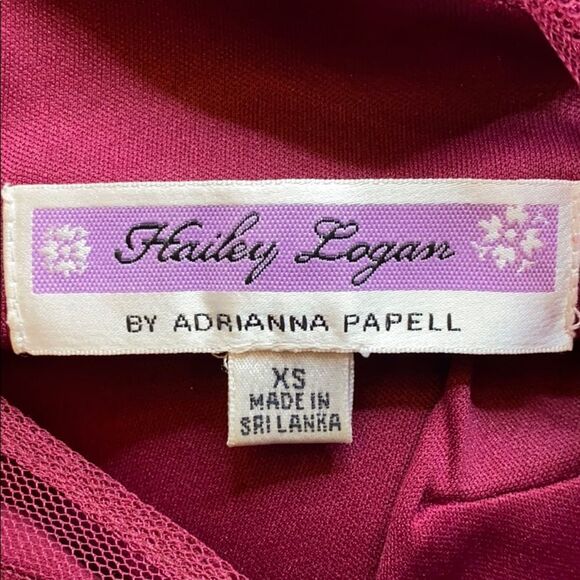 Hailey Logan
BY ADRIANNA PAPELL
XS
MADE IN
SRI LANKA